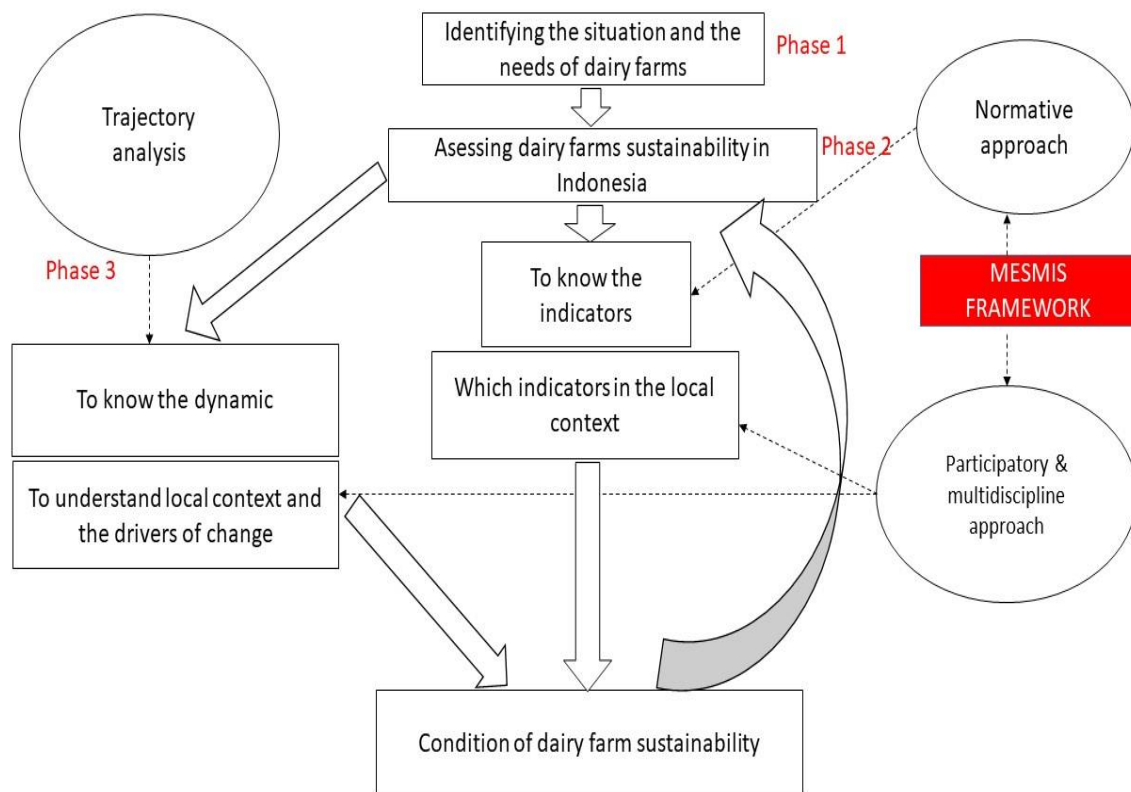 Identifying the situation and the
needs of dairy farms
Phase 1
Trajectory
analysis
Normative
approach
Asessing dairy farms sustainability in
Indonesia
Phase 2
Phase 3
To know the
indicators
MESMIS
FRAMEWORK
To know the dynamic
Which indicators in the local
context
To understand local context and
the drivers of change
Participatory &
multidiscipline
approach
Condition of dairy farm sustainability